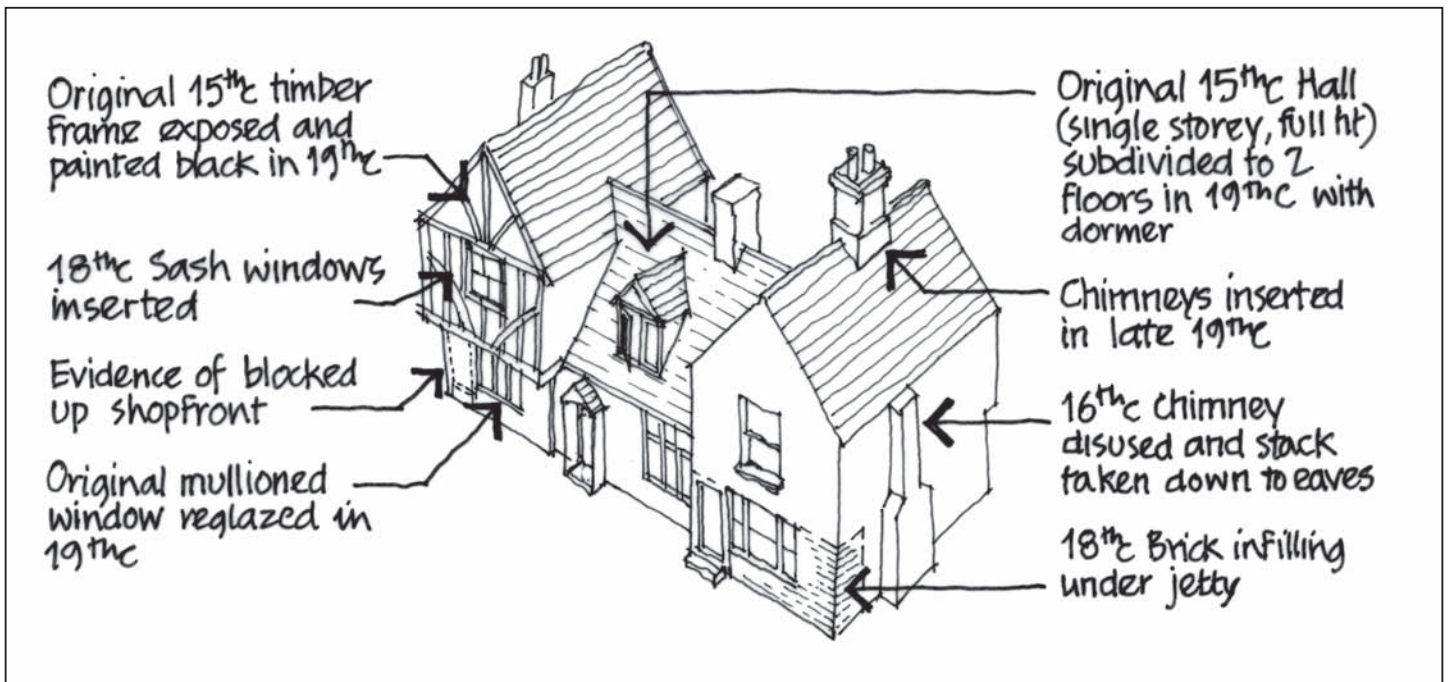 Original 15thc timber
frame exposed and
painted black in 19thc
18thc Sash windows
inserted
Evidence of blocked
up shopfront
Original mullioned
window reglazed in
19thc
Original 15thc Hall
(single storey, full ht)
subdivided to 2
floors in 19thC with
dormer
Chimneys inserted
in late 19thc
16thc Chimney
disused and stack
taken down to eaves
18thc Brick infilling
under jetty